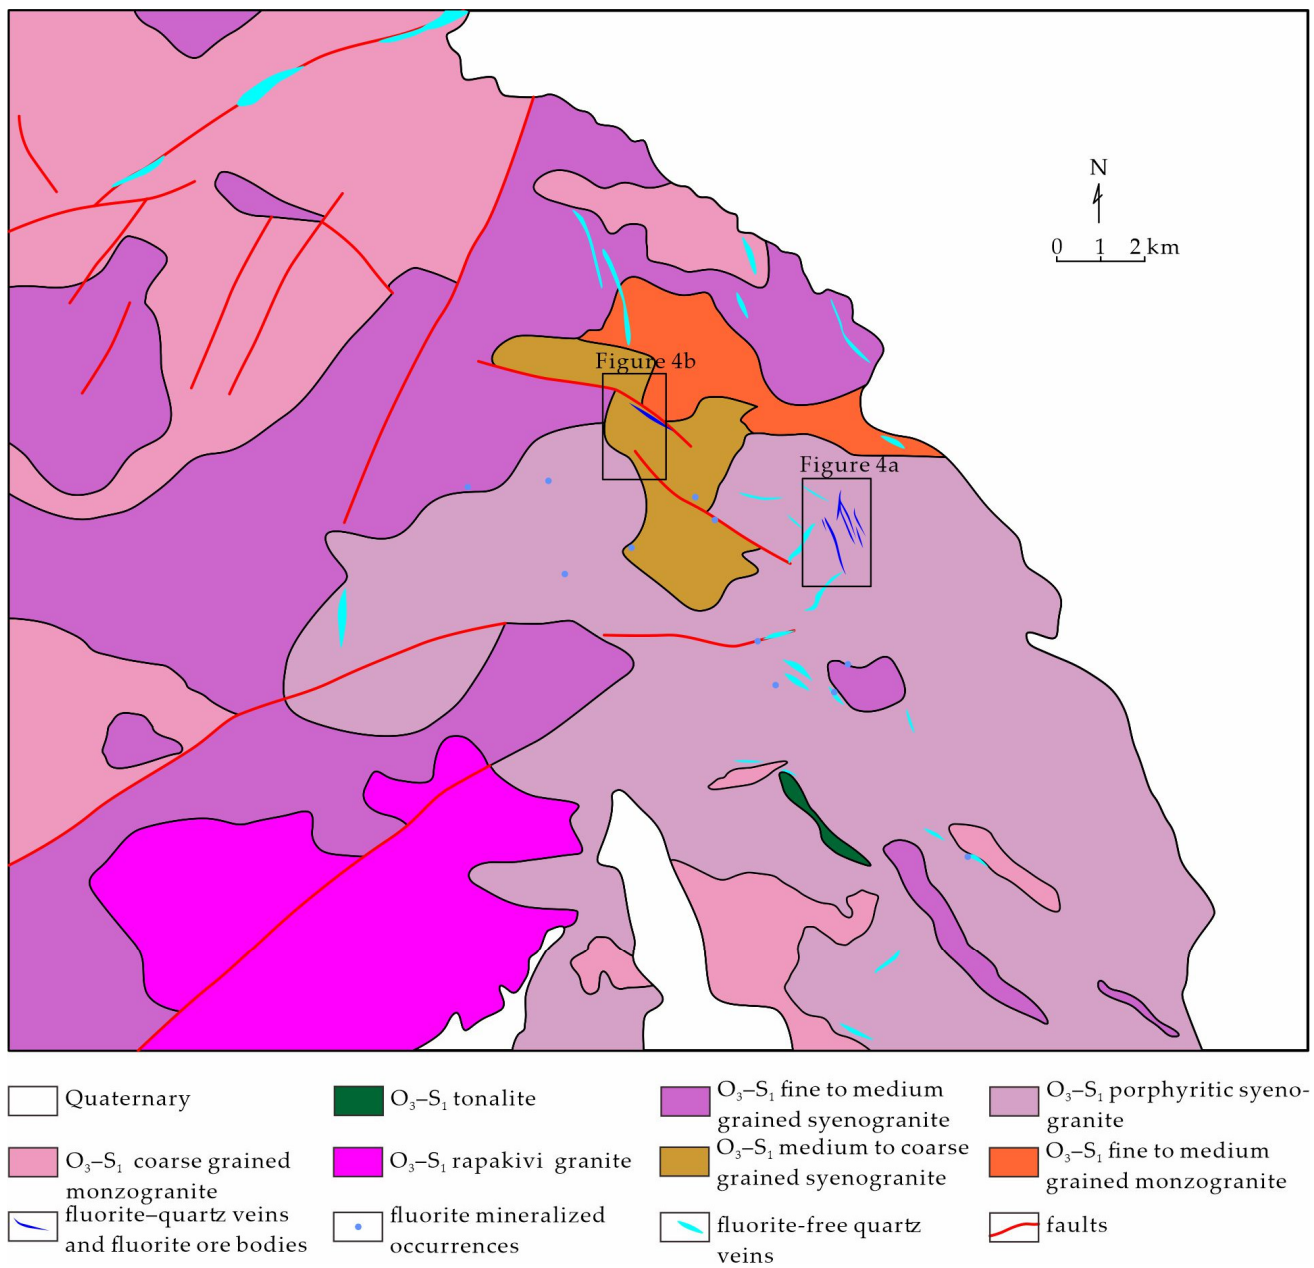 N
0 1 2 km
Figure 4b
Figure 4a
Quaternary
O₃–S₁ tonalite
O₃–S₁ fine to medium
grained syenogranite
O₃–S₁ porphyritic syeno-
granite
O₃–S₁ coarse grained
monzogranite
O₃–S₁ rapakivi granite
O₃–S₁ medium to coarse
grained syenogranite
O₃–S₁ fine to medium
grained monzogranite
fluorite–quartz veins
and fluorite ore bodies
fluorite mineralized
occurrences
fluorite-free quartz
veins
faults